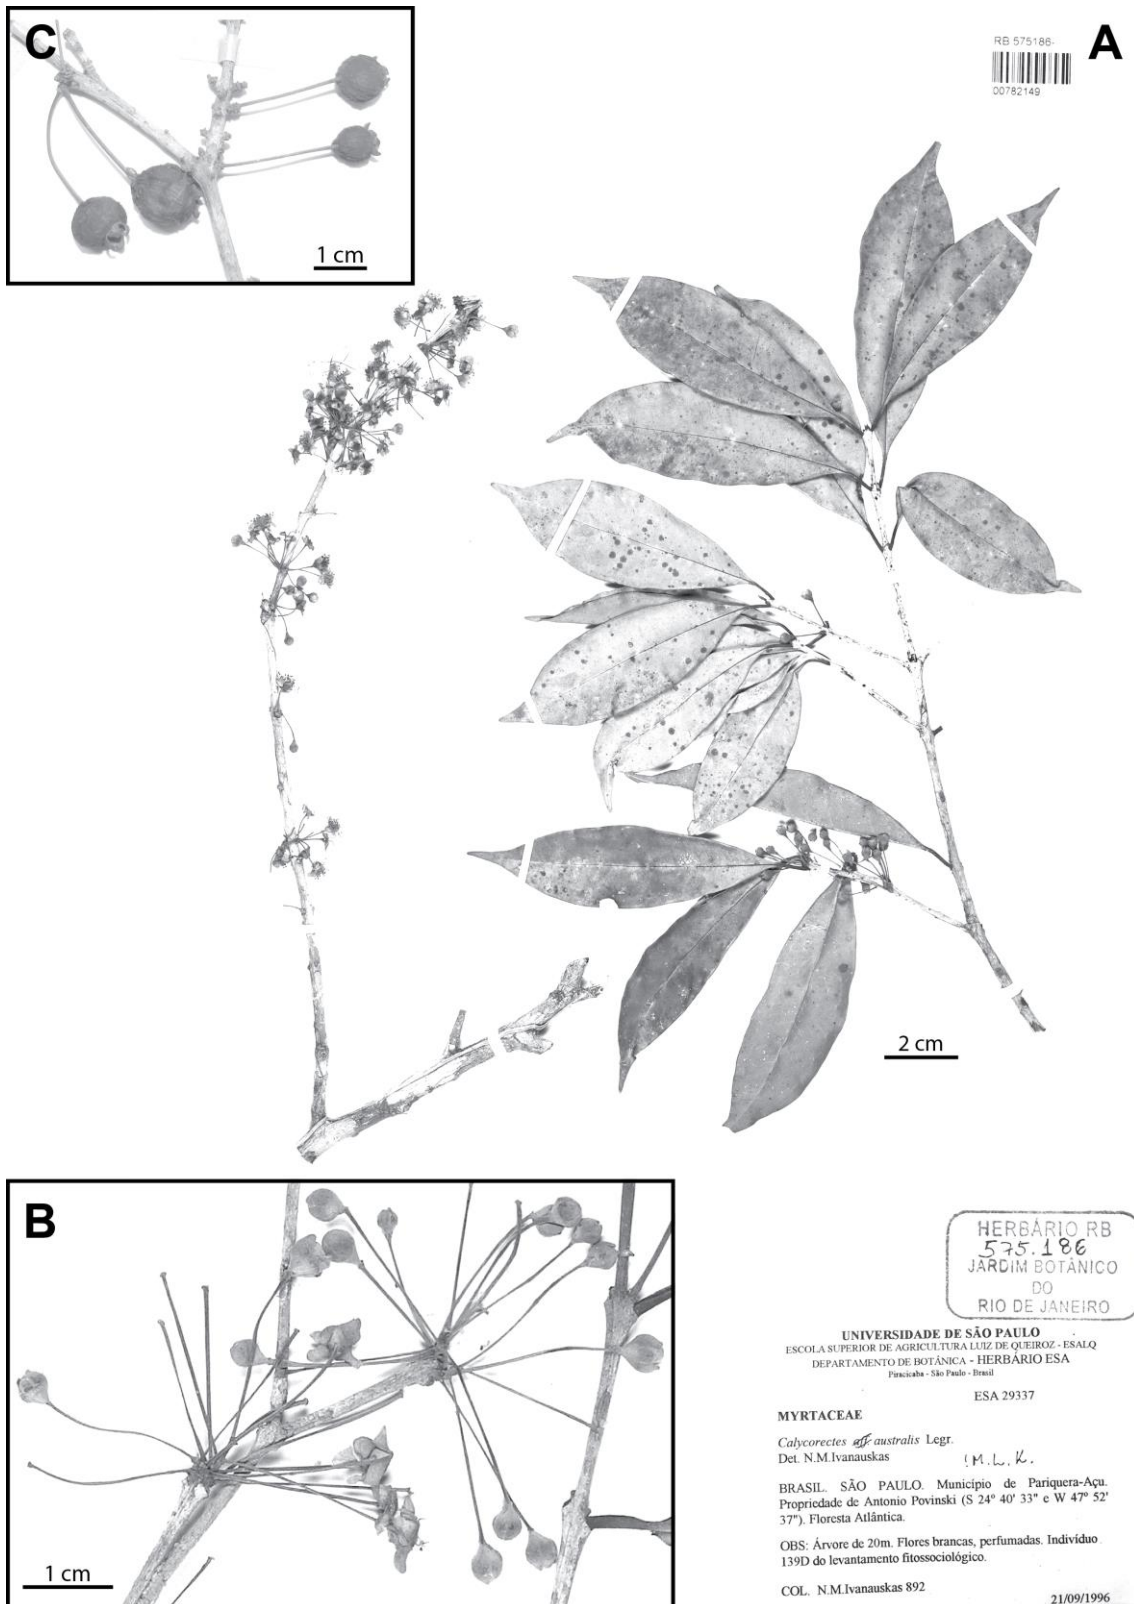 C
1 cm
RB 575186-
00782149
A
2 cm
B
1 cm
HERBÁRIO RB
575.186
JARDIM BOTÂNICO
DO
RIO DE JANEIRO
UNIVERSIDADE DE SÃO PAULO
ESCOLA SUPERIOR DE AGRICULTURA LUIZ DE QUEIROZ - ESALQ
DEPARTAMENTO DE BOTÂNICA - HERBÁRIO ESA
Piracicaba - São Paulo - Brasil
ESA 29337
MYRTACEAE
Calycorectes aff australis Legr.
Det. N.M.Ivanauskas
!M.L.K.
BRASIL. SÃO PAULO. Município de Pariquera-Açu.
Propriedade de Antonio Povinski (S 24º 40' 33" e W 47º 52'
37"). Floresta Atlântica.
OBS: Árvore de 20m. Flores brancas, perfumadas. Indivíduo
139D do levantamento fitossociológico.
COL. N.M.Ivanauskas 892
21/09/1996